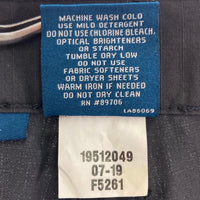 MACHINE WASH COLD
USE MILD DETERGENT
DO NOT USE CHLORINE BLEACH,
OPTICAL BRIGHTENERS
OR STARCH
TUMBLE DRY LOW
DO NOT USE
FABRIC SOFTENERS
OR DRYER SHEETS
WARM IRON IF NEEDED
DO NOT DRY CLEAN
RN #89706
LAB6069
19512049
07-19
F5261